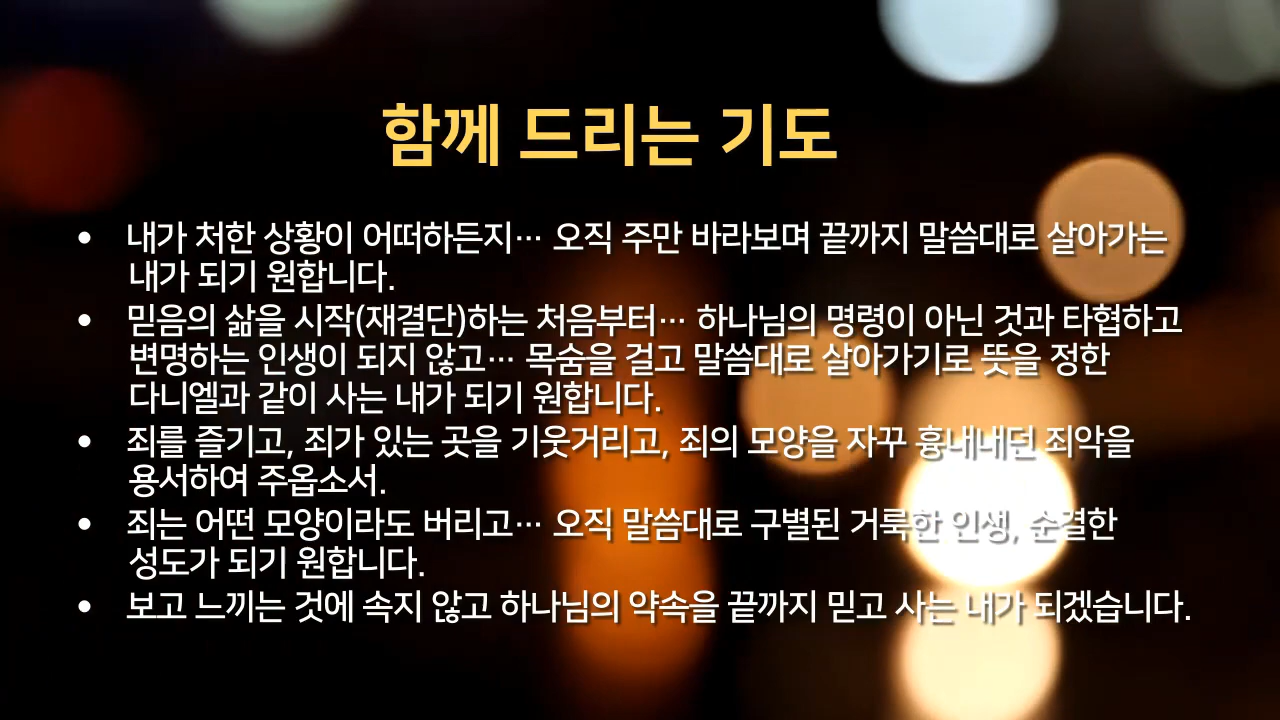 함께 드리는 기도
• 내가 처한 상황이 어떠하든지… 오직 주만 바라보며 끝까지 말씀대로 살아가는
내가 되기 원합니다.
• 믿음의 삶을 시작(재결단)하는 처음부터… 하나님의 명령이 아닌 것과 타협하고
변명하는 인생이 되지 않고… 목숨을 걸고 말씀대로 살아가기로 뜻을 정한
다니엘과 같이 사는 내가 되기 원합니다.
• 죄를 즐기고, 죄가 있는 곳을 기웃거리고, 죄의 모양을 자꾸 흉내내던 죄악을
용서하여 주옵소서.
• 죄는 어떤 모양이라도 버리고… 오직 말씀대로 구별된 거룩한 인생, 순결한
성도가 되기 원합니다.
• 보고 느끼는 것에 속지 않고 하나님의 약속을 끝까지 믿고 사는 내가 되겠습니다.